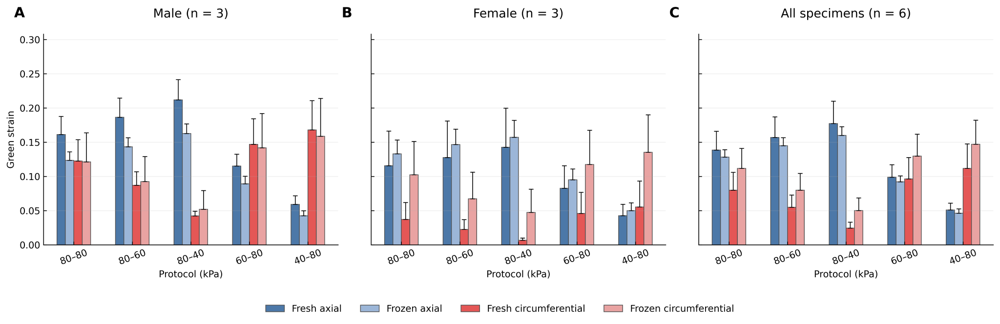 A Male (n = 3)
B Female (n = 3)
C All specimens (n = 6)
Green strain
0.30
0.25
0.20
0.15
0.10
0.05
0.00
80–80 80–60 80–40 60–80 40–80
Protocol (kPa)
80–80 80–60 80–40 60–80 40–80
Protocol (kPa)
80–80 80–60 80–40 60–80 40–80
Protocol (kPa)
Fresh axial Frozen axial Fresh circumferential Frozen circumferential